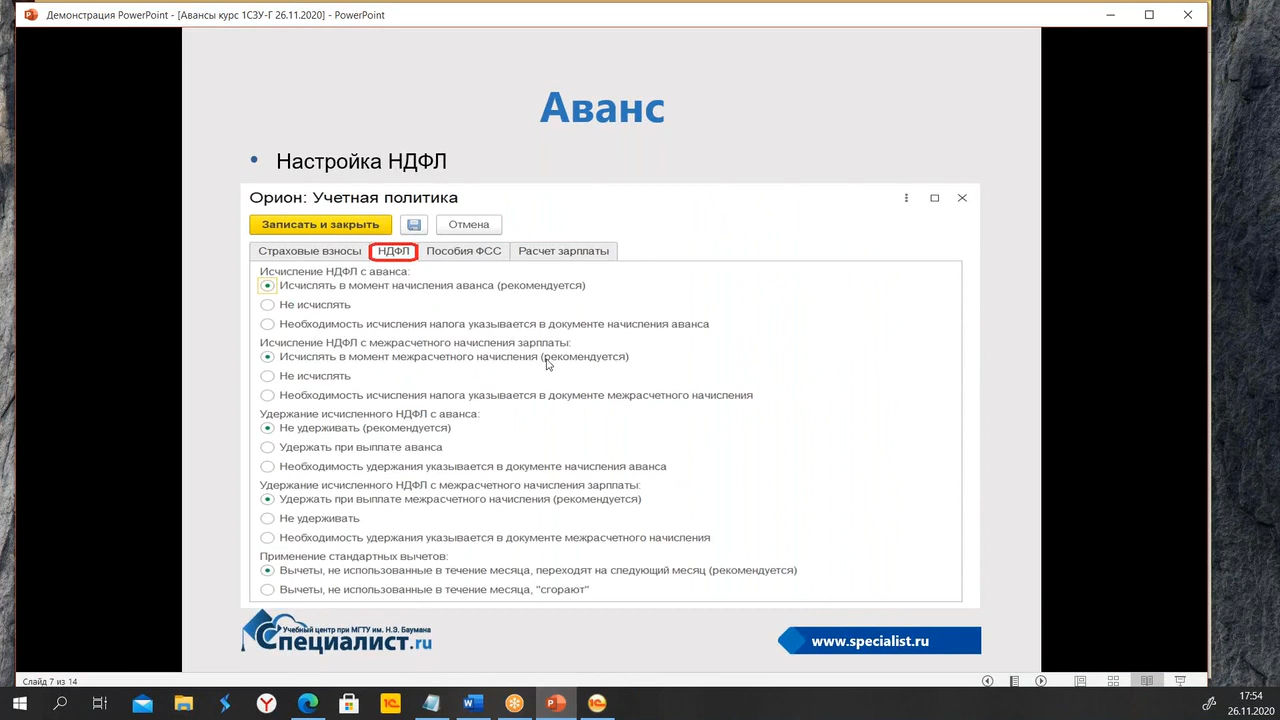 Демонстрация PowerPoint - [Авансы курс 1СЗУ-Г 26.11.2020] - PowerPoint
Аванс
• Настройка НДФЛ
Орион: Учетная политика
Записать и закрыть
Отмена
Страховые взносы НДФЛ Пособия ФСС Расчет зарплаты
Исчисление НДФЛ с аванса:
Исчислять в момент начисления аванса (рекомендуется)
Не исчислять
Необходимость исчисления налога указывается в документе начисления аванса
Исчисление НДФЛ с межрасчетного начисления зарплаты:
Исчислять в момент межрасчетного начисления (рекомендуется)
Не исчислять
Необходимость исчисления налога указывается в документе межрасчетного начисления
Удержание исчисленного НДФЛ с аванса:
Не удерживать (рекомендуется)
Удержать при выплате аванса
Необходимость удержания указывается в документе начисления аванса
Удержание исчисленного НДФЛ с межрасчетного начисления зарплаты:
Удержать при выплате межрасчетного начисления (рекомендуется)
Не удерживать
Необходимость удержания указывается в документе межрасчетного начисления
Применение стандартных вычетов:
Вычеты, не использованные в течение месяца, переходят на следующий месяц (рекомендуется)
Вычеты, не использованные в течение месяца, "сгорают"
Учебный центр при МГТУ им. Н.Э. Баумана
Специалист.ru
www.specialist.ru
Слайд 7 из 14
17:54
26.11.2020